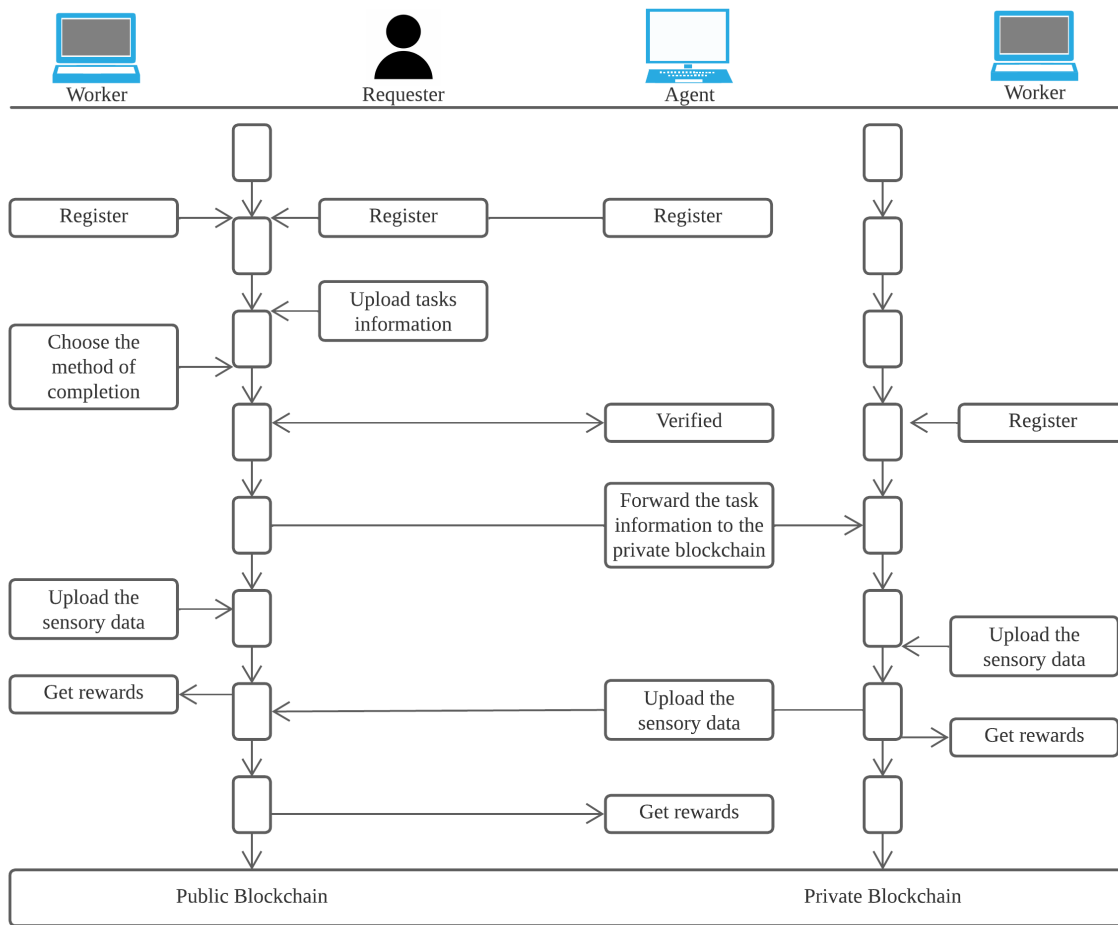 Worker
Requester
Agent
Worker
Register
Register
Register
Upload tasks
information
Choose the
method of
completion
Verified
Register
Forward the task
information to the
private blockchain
Upload the
sensory data
Upload the
sensory data
Get rewards
Upload the
sensory data
Get rewards
Get rewards
Public Blockchain
Private Blockchain